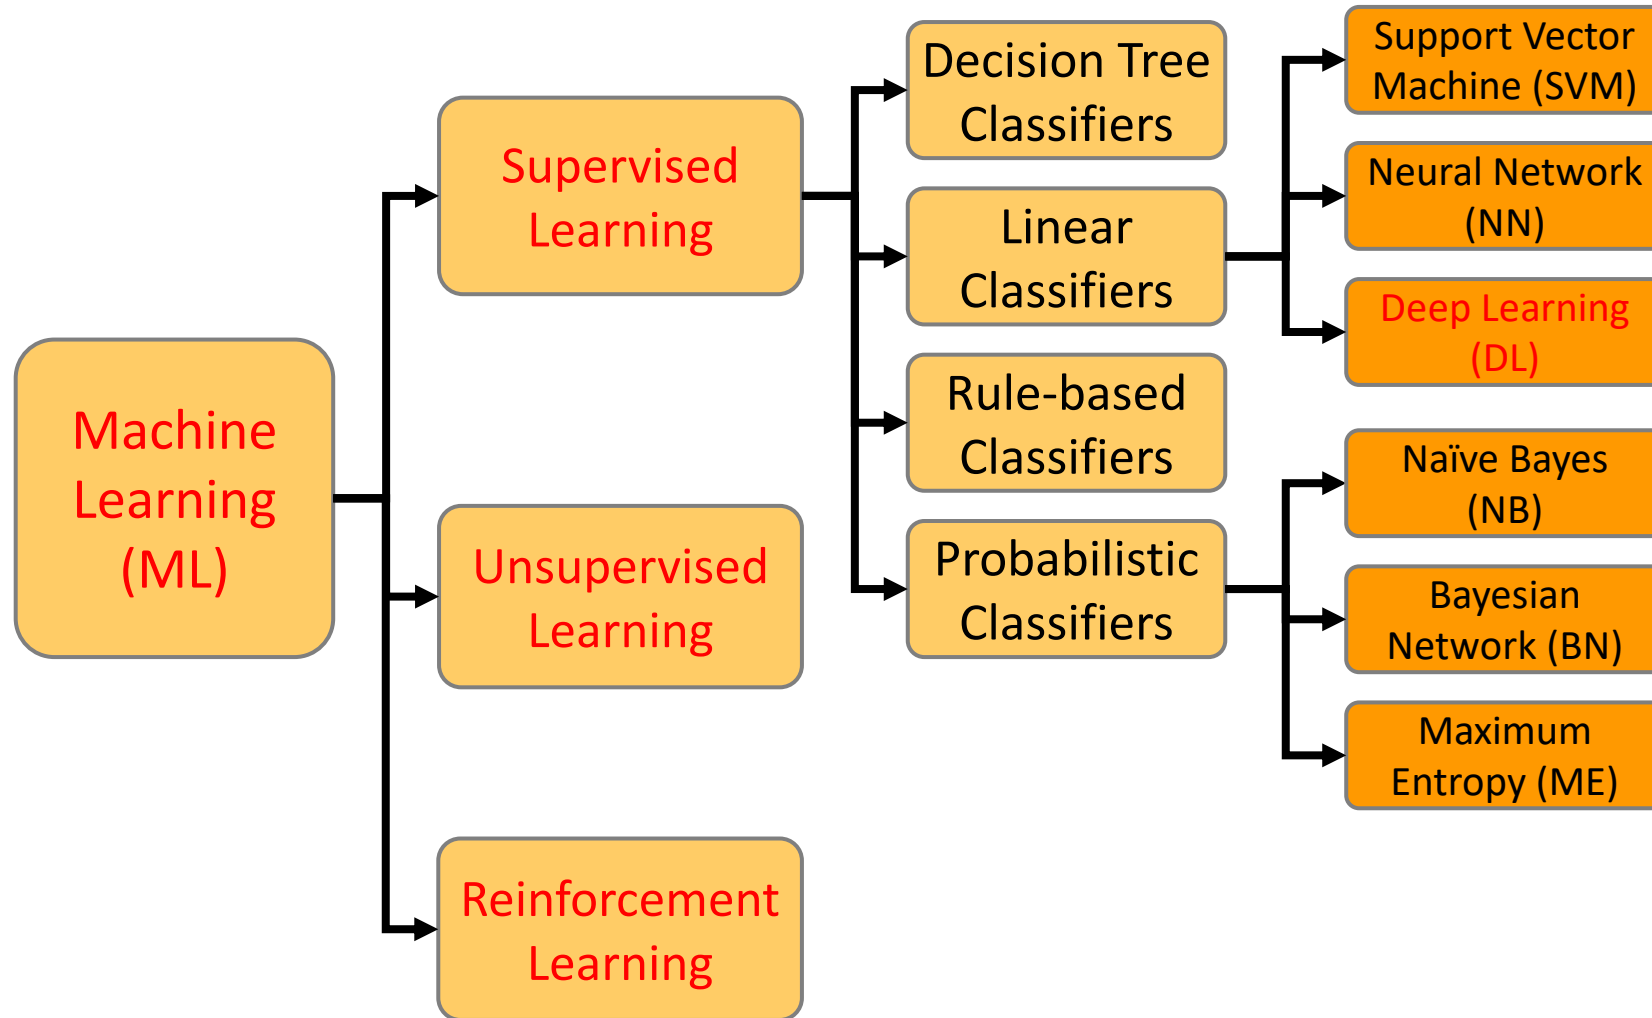 Machine
Learning
(ML)
Supervised
Learning
Unsupervised
Learning
Reinforcement
Learning
Decision Tree
Classifiers
Linear
Classifiers
Rule-based
Classifiers
Probabilistic
Classifiers
Support Vector
Machine (SVM)
Neural Network
(NN)
Deep Learning
(DL)
Naïve Bayes
(NB)
Bayesian
Network (BN)
Maximum
Entropy (ME)